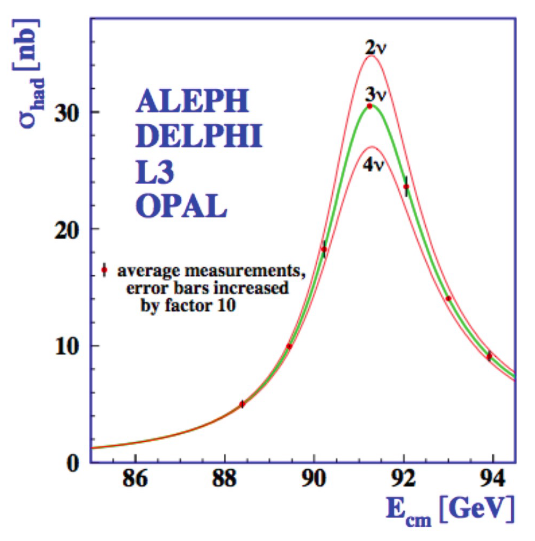 σhad [nb]
2ν
3ν
4ν
ALEPH
DELPHI
L3
OPAL
average measurements,
error bars increased
by factor 10
30
20
10
0
86 88 90 92 94
Ecm [GeV]